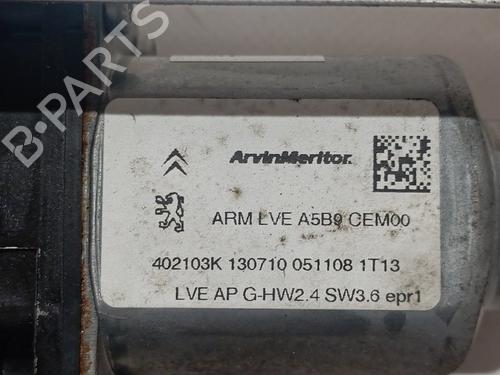 B-PARTS
ArvinMeritor
ARM LVE A5B9 CEM00
402103K 130710 051108 1T13
LVE AP G-HW2.4 SW3.6 epr1